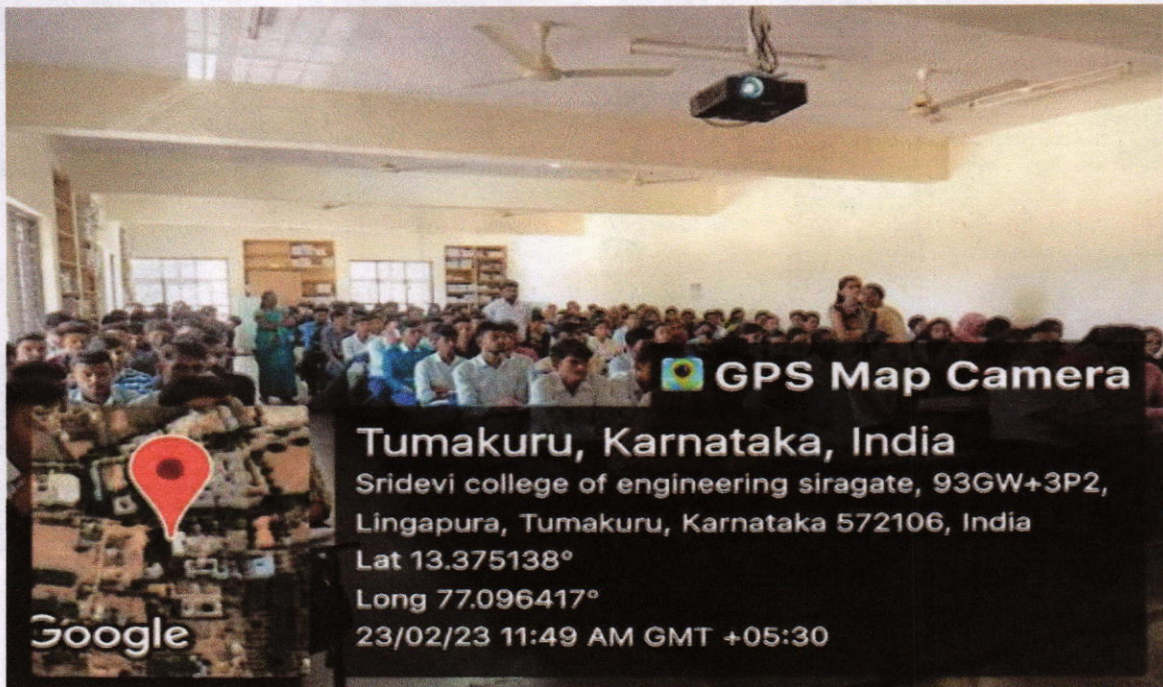 GPS Map Camera
Tumakuru, Karnataka, India
Sridevi college of engineering siragate, 93GW+3P2,
Lingapura, Tumakuru, Karnataka 572106, India
Lat 13.375138°
Long 77.096417°
23/02/23 11:49 AM GMT +05:30
Google